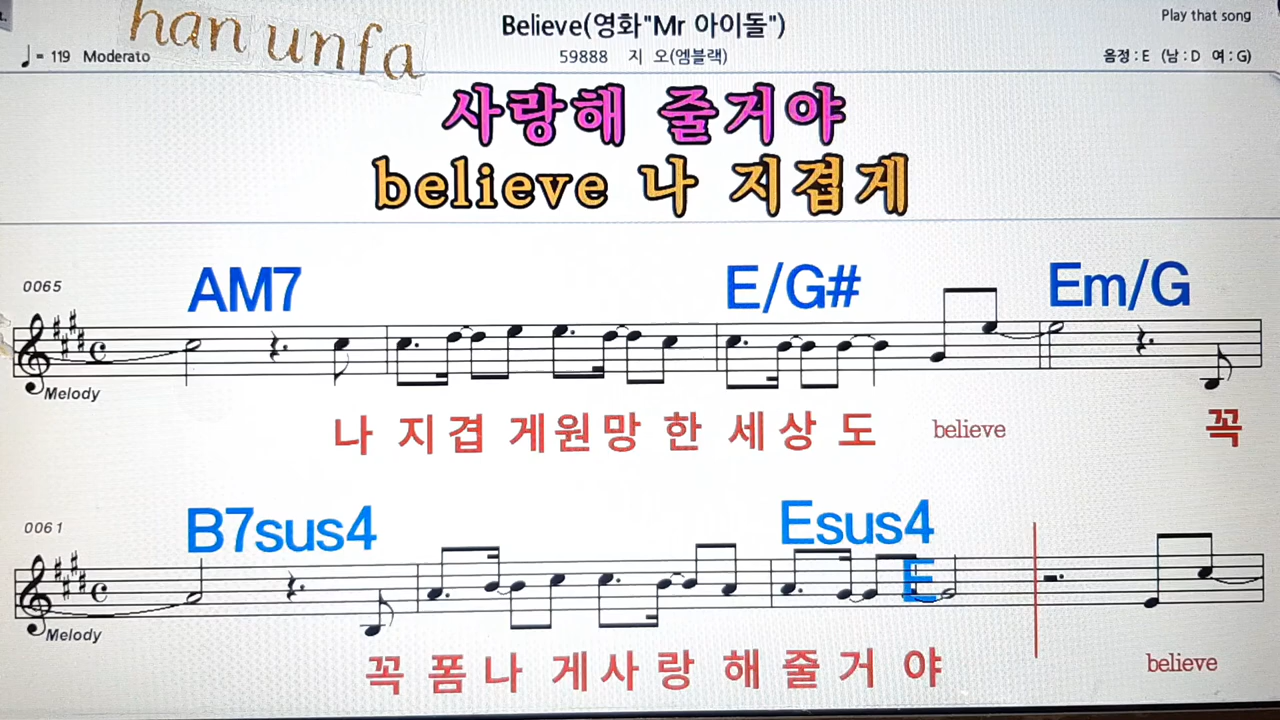 t.
han unfa
Believe(영화"Mr 아이돌")
Play that song
♩ = 119 Moderato
59888 지 오(엠블랙)
음정 : E (남 : D 여 : G)
사랑해 줄거야
believe 나 지겹게
0065
AM7 E/G# Em/G
Melody
나 지 겹 게 원 망 한 세 상 도 believe 꼭
0061
B7sus4 Esus4 E
Melody
꼭 폼 나 게 사 랑 해 줄 거 야 believe